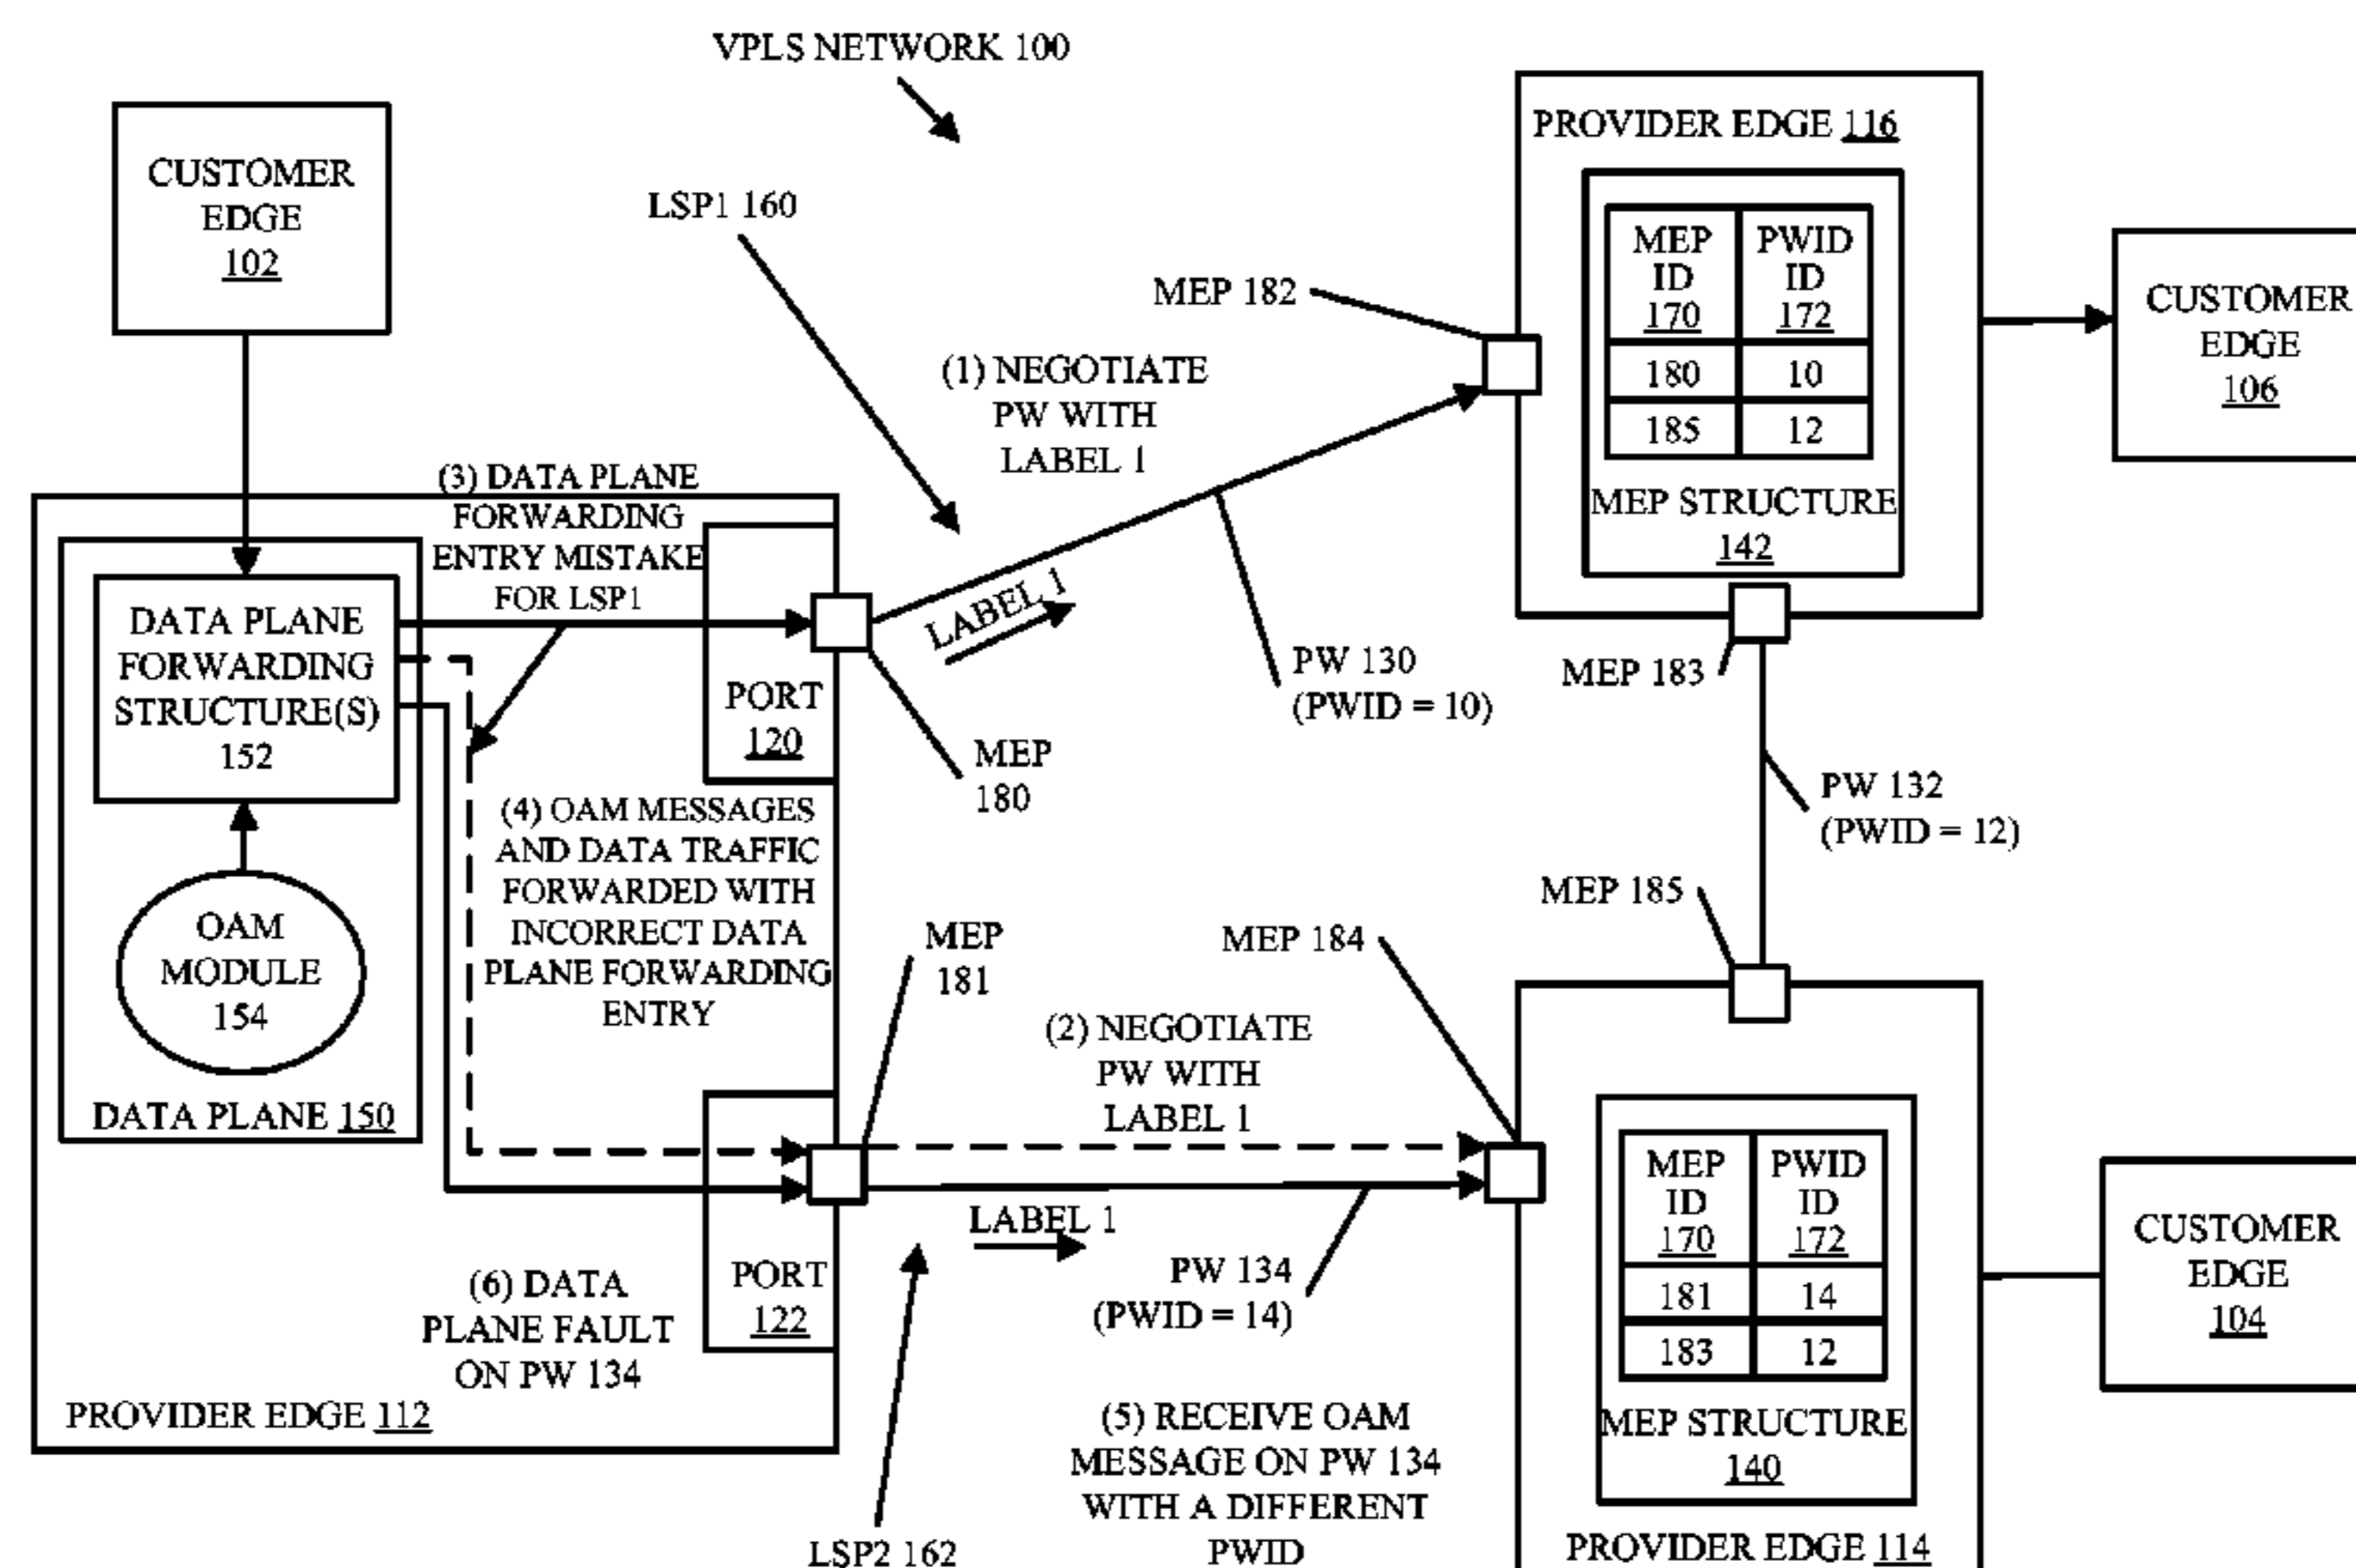 VPLS NETWORK 100
CUSTOMER
EDGE
102
LSP1 160
PROVIDER EDGE 116
MEP
ID
170
PWID
ID
172
180
10
185
12
MEP STRUCTURE
142
CUSTOMER
EDGE
106
MEP 182
(1) NEGOTIATE
PW WITH
LABEL 1
(3) DATA PLANE
FORWARDING
ENTRY MISTAKE
FOR LSP1
LABEL 1
DATA PLANE
FORWARDING
STRUCTURE(S)
152
PORT
120
MEP
180
PW 130
(PWID = 10)
MEP 183
PW 132
(PWID = 12)
(4) OAM MESSAGES
AND DATA TRAFFIC
FORWARDED WITH
INCORRECT DATA
PLANE FORWARDING
ENTRY
OAM
MODULE
154
DATA PLANE 150
MEP
181
MEP 184
MEP 185
(2) NEGOTIATE
PW WITH
LABEL 1
LABEL 1
PW 134
(PWID = 14)
PORT
122
(6) DATA
PLANE FAULT
ON PW 134
PROVIDER EDGE 112
LSP2 162
(5) RECEIVE OAM
MESSAGE ON PW 134
WITH A DIFFERENT
PWID
MEP
ID
170
PWID
ID
172
181
14
183
12
MEP STRUCTURE
140
PROVIDER EDGE 114
CUSTOMER
EDGE
104